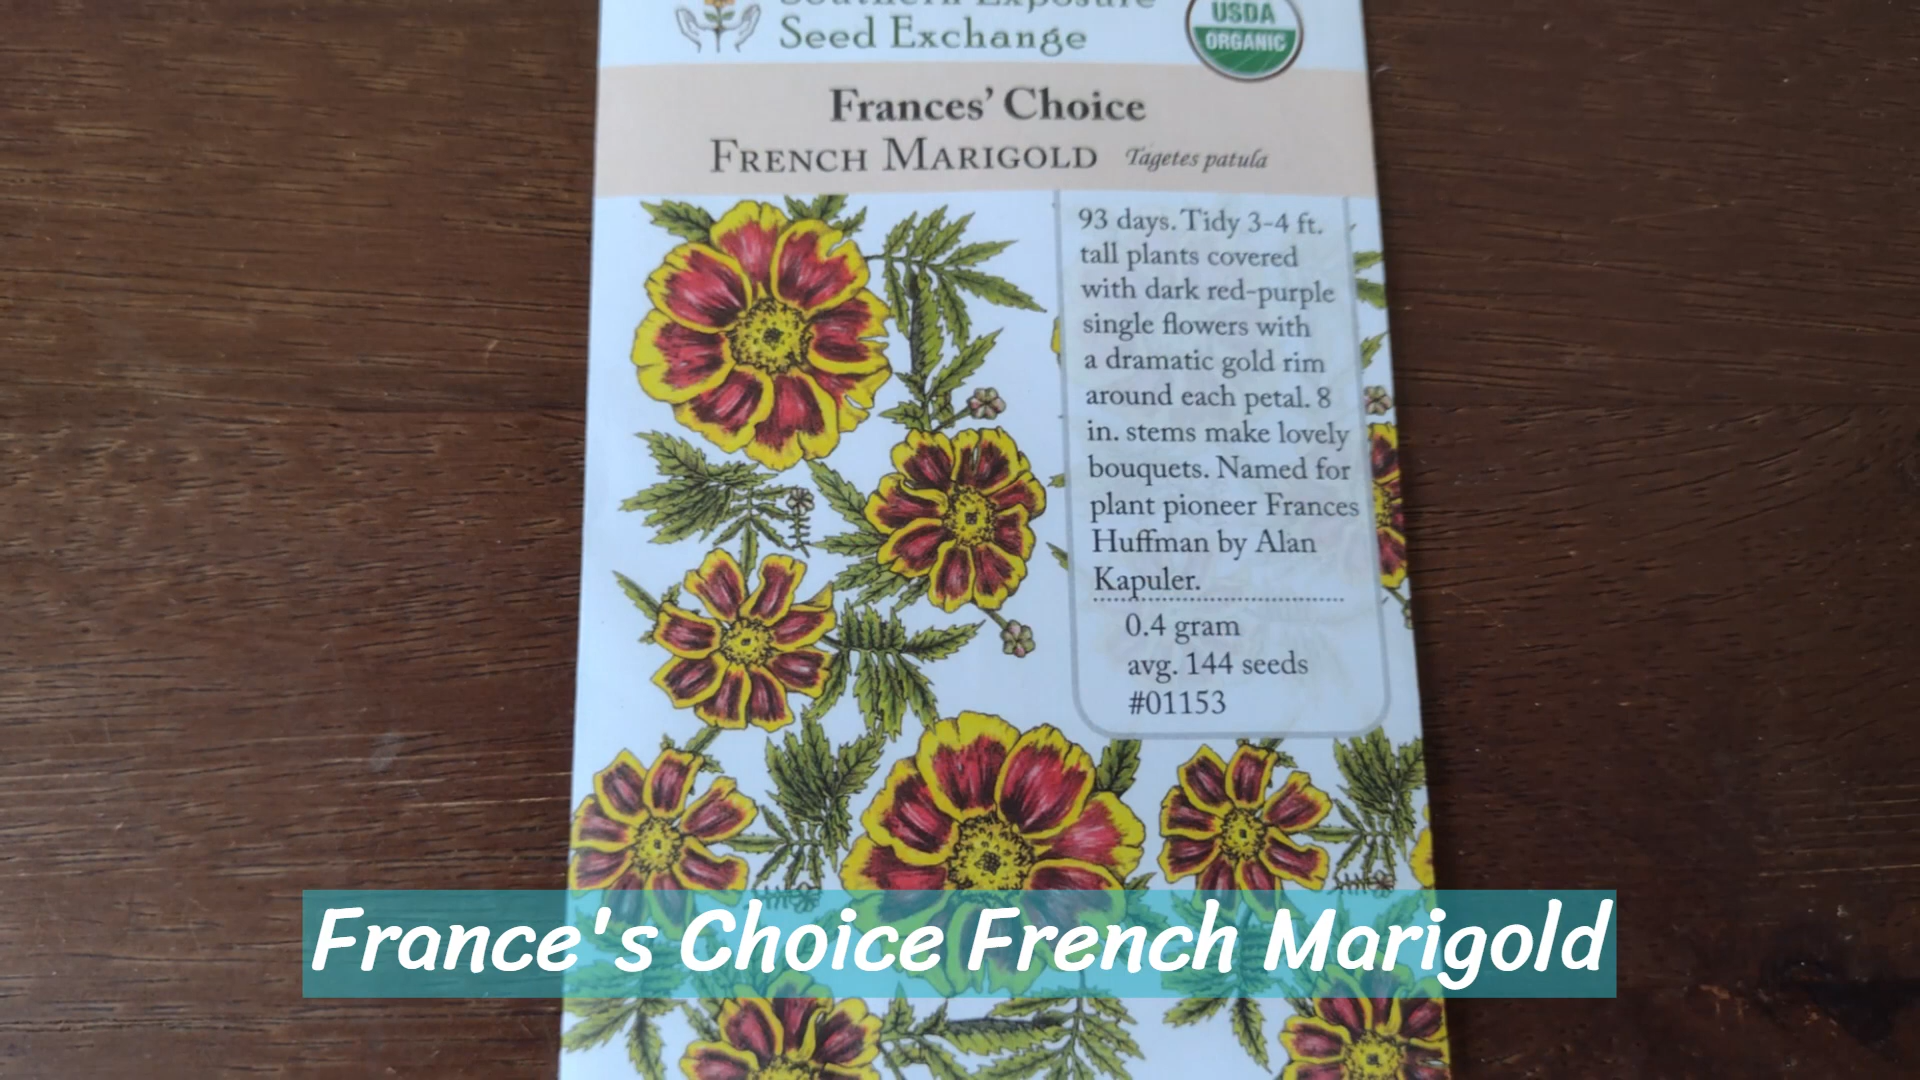 Southern Exposure
Seed Exchange
USDA
ORGANIC
Frances’ Choice
French Marigold Tagetes patula
93 days. Tidy 3-4 ft.
tall plants covered
with dark red-purple
single flowers with
a dramatic gold rim
around each petal. 8
in. stems make lovely
bouquets. Named for
plant pioneer Frances
Huffman by Alan
Kapuler.
0.4 gram
avg. 144 seeds
#01153
France's Choice French Marigold